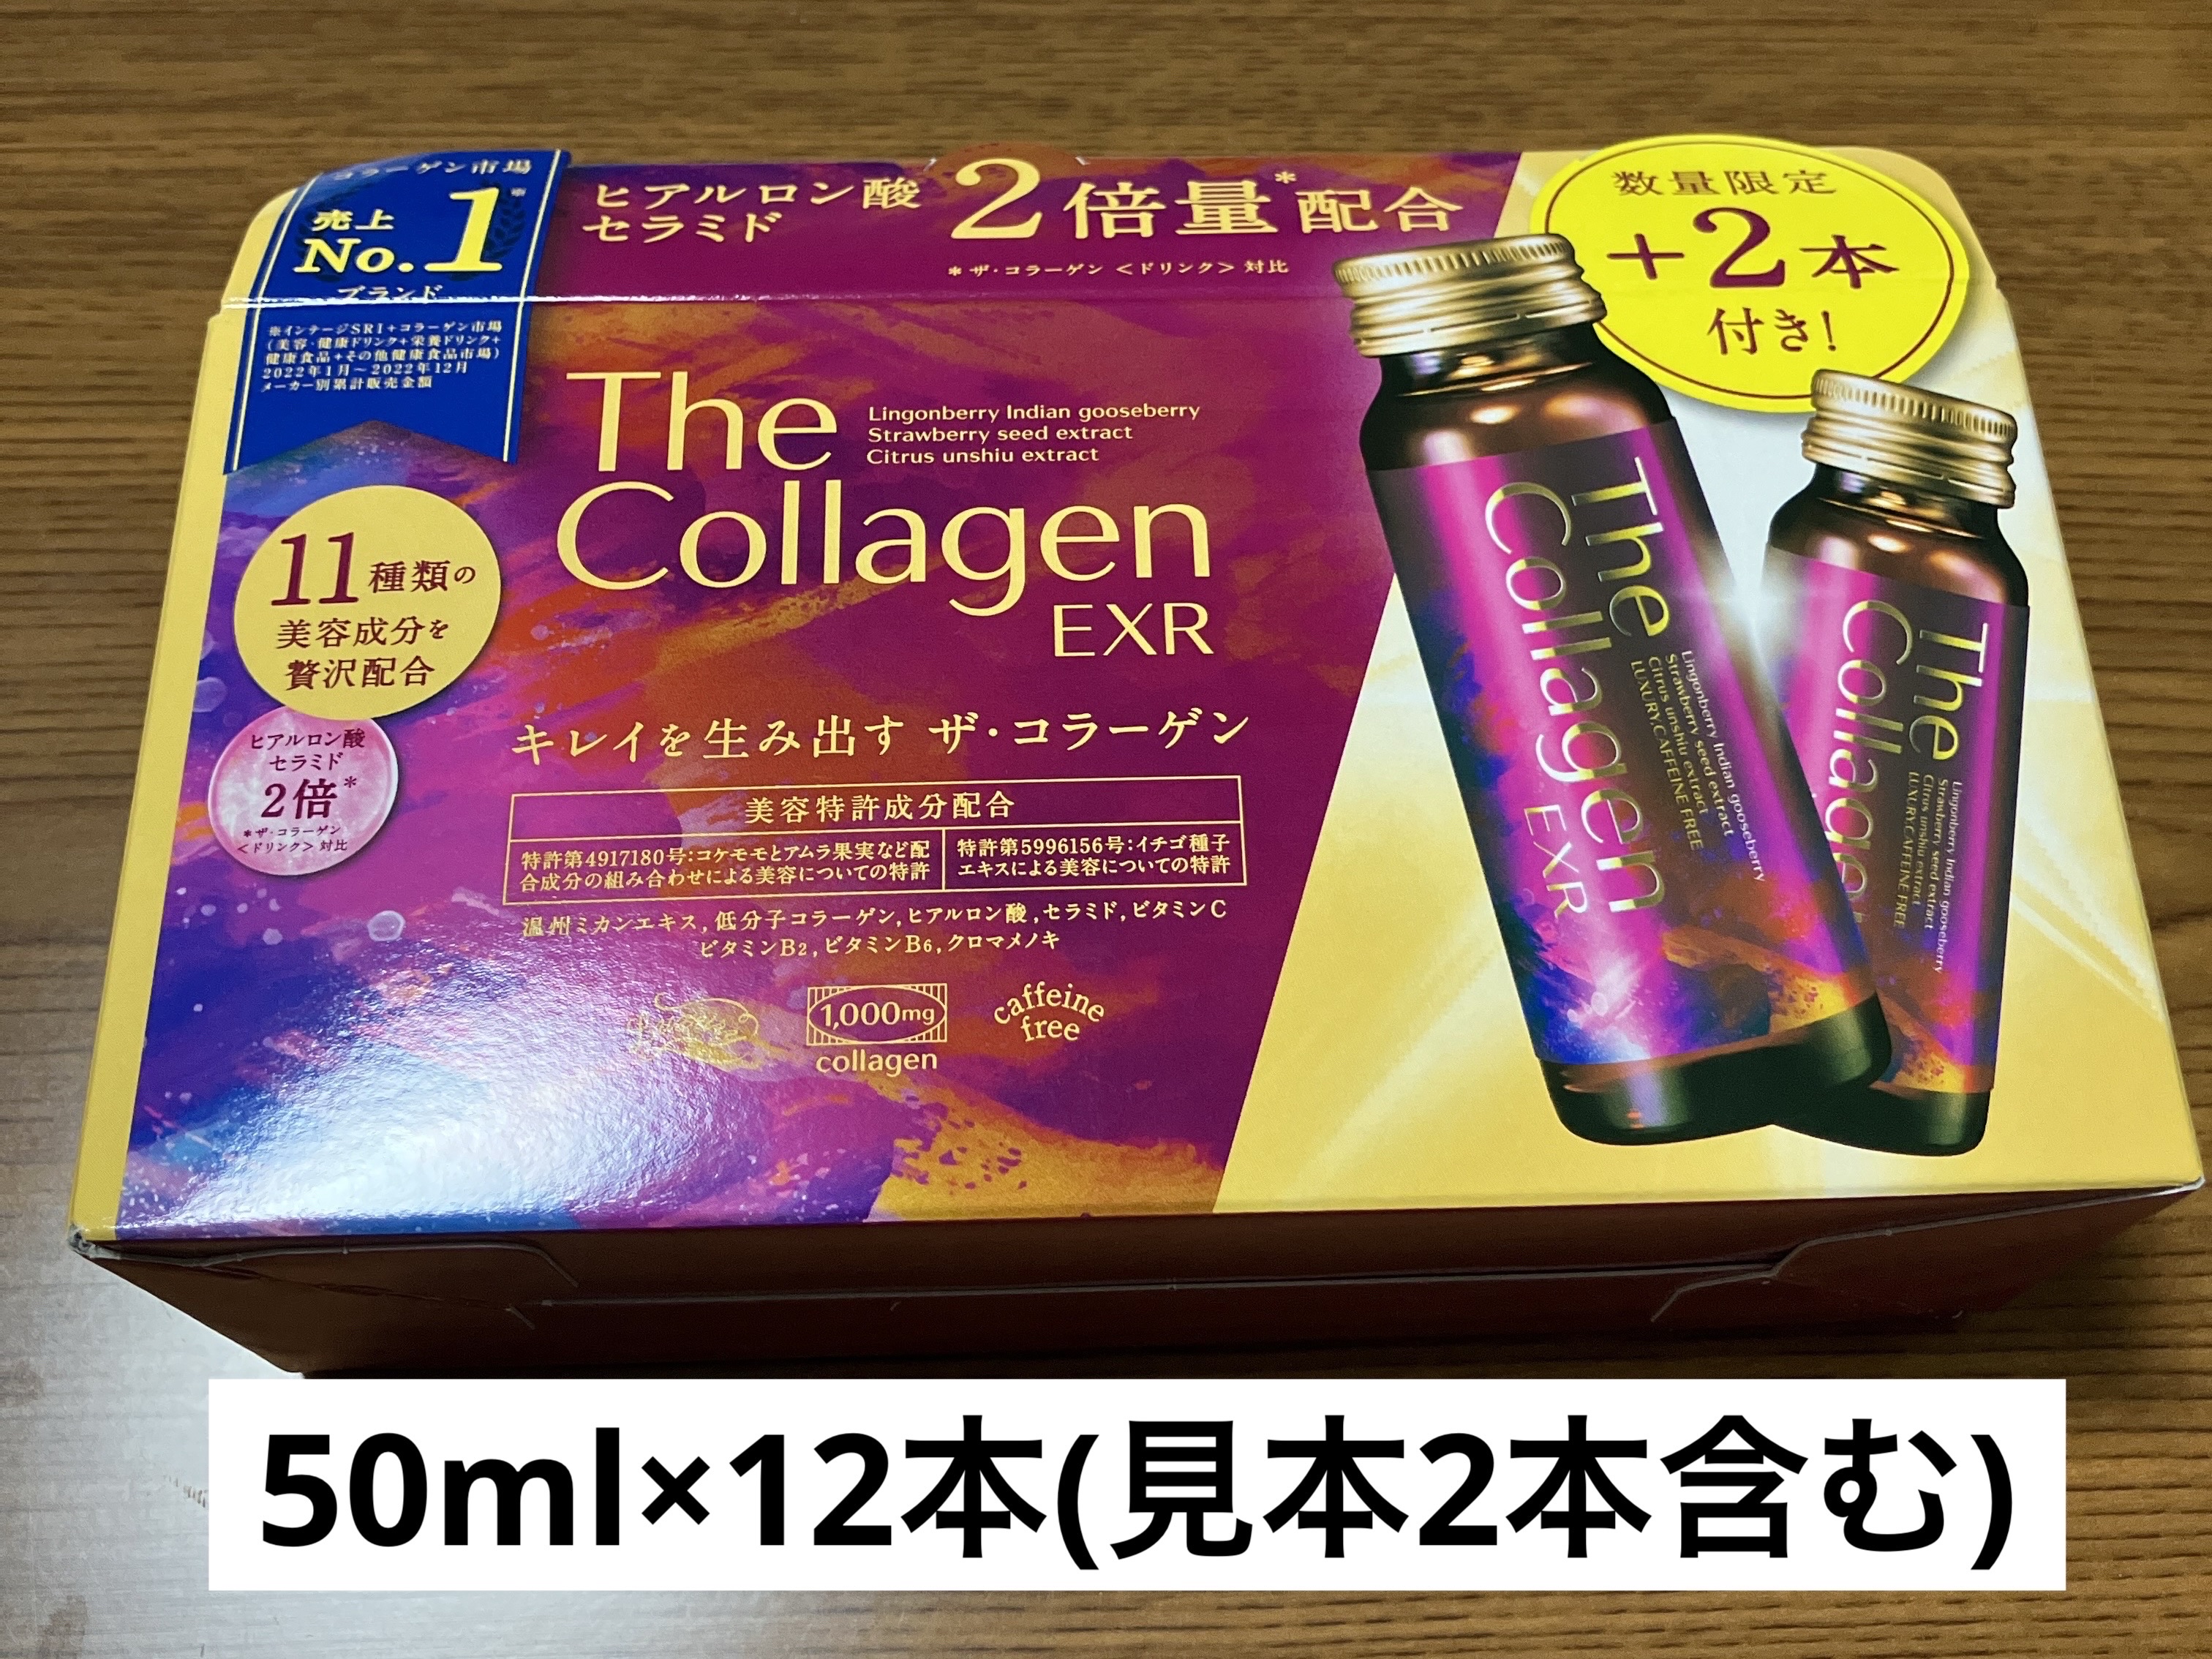 コラーゲン市場
売上
No.1※
ブランド
※インテージSRI+コラーゲン市場
(美容・健康ドリンク+栄養ドリンク+
健康食品+その他健康食品市場)
2022年1月～2022年12月
メーカー別累計販売金額
ヒアルロン酸
セラミド
2倍量*配合
*ザ・コラーゲン<ドリンク>対比
数量限定
+2本
付き!
The
Collagen
EXR
Lingonberry Indian gooseberry
Strawberry seed extract
Citrus unshiu extract
11種類の
美容成分を
贅沢配合
ヒアルロン酸
セラミド
2倍*
*ザ・コラーゲン
<ドリンク>対比
キレイを生み出す ザ・コラーゲン
美容特許成分配合
特許第4917180号:コケモモとアムラ果実など配
合成分の組み合わせによる美容についての特許
特許第5996156号:イチゴ種子
エキスによる美容についての特許
温州ミカンエキス,低分子コラーゲン,ヒアルロン酸,セラミド,ビタミンC
ビタミンB2,ビタミンB6,クロマメノキ
1,000mg
collagen
caffeine
free
The
Collagen
EXR
Lingonberry Indian gooseberry
Strawberry seed extract
Citrus unshiu extract
LUXURY,CAFFEINE FREE
The
Collagen
Lingonberry Indian gooseberry
Strawberry seed extract
Citrus unshiu extract
LUXURY,CAFFEINE FREE
50ml×12本(見本2本含む)